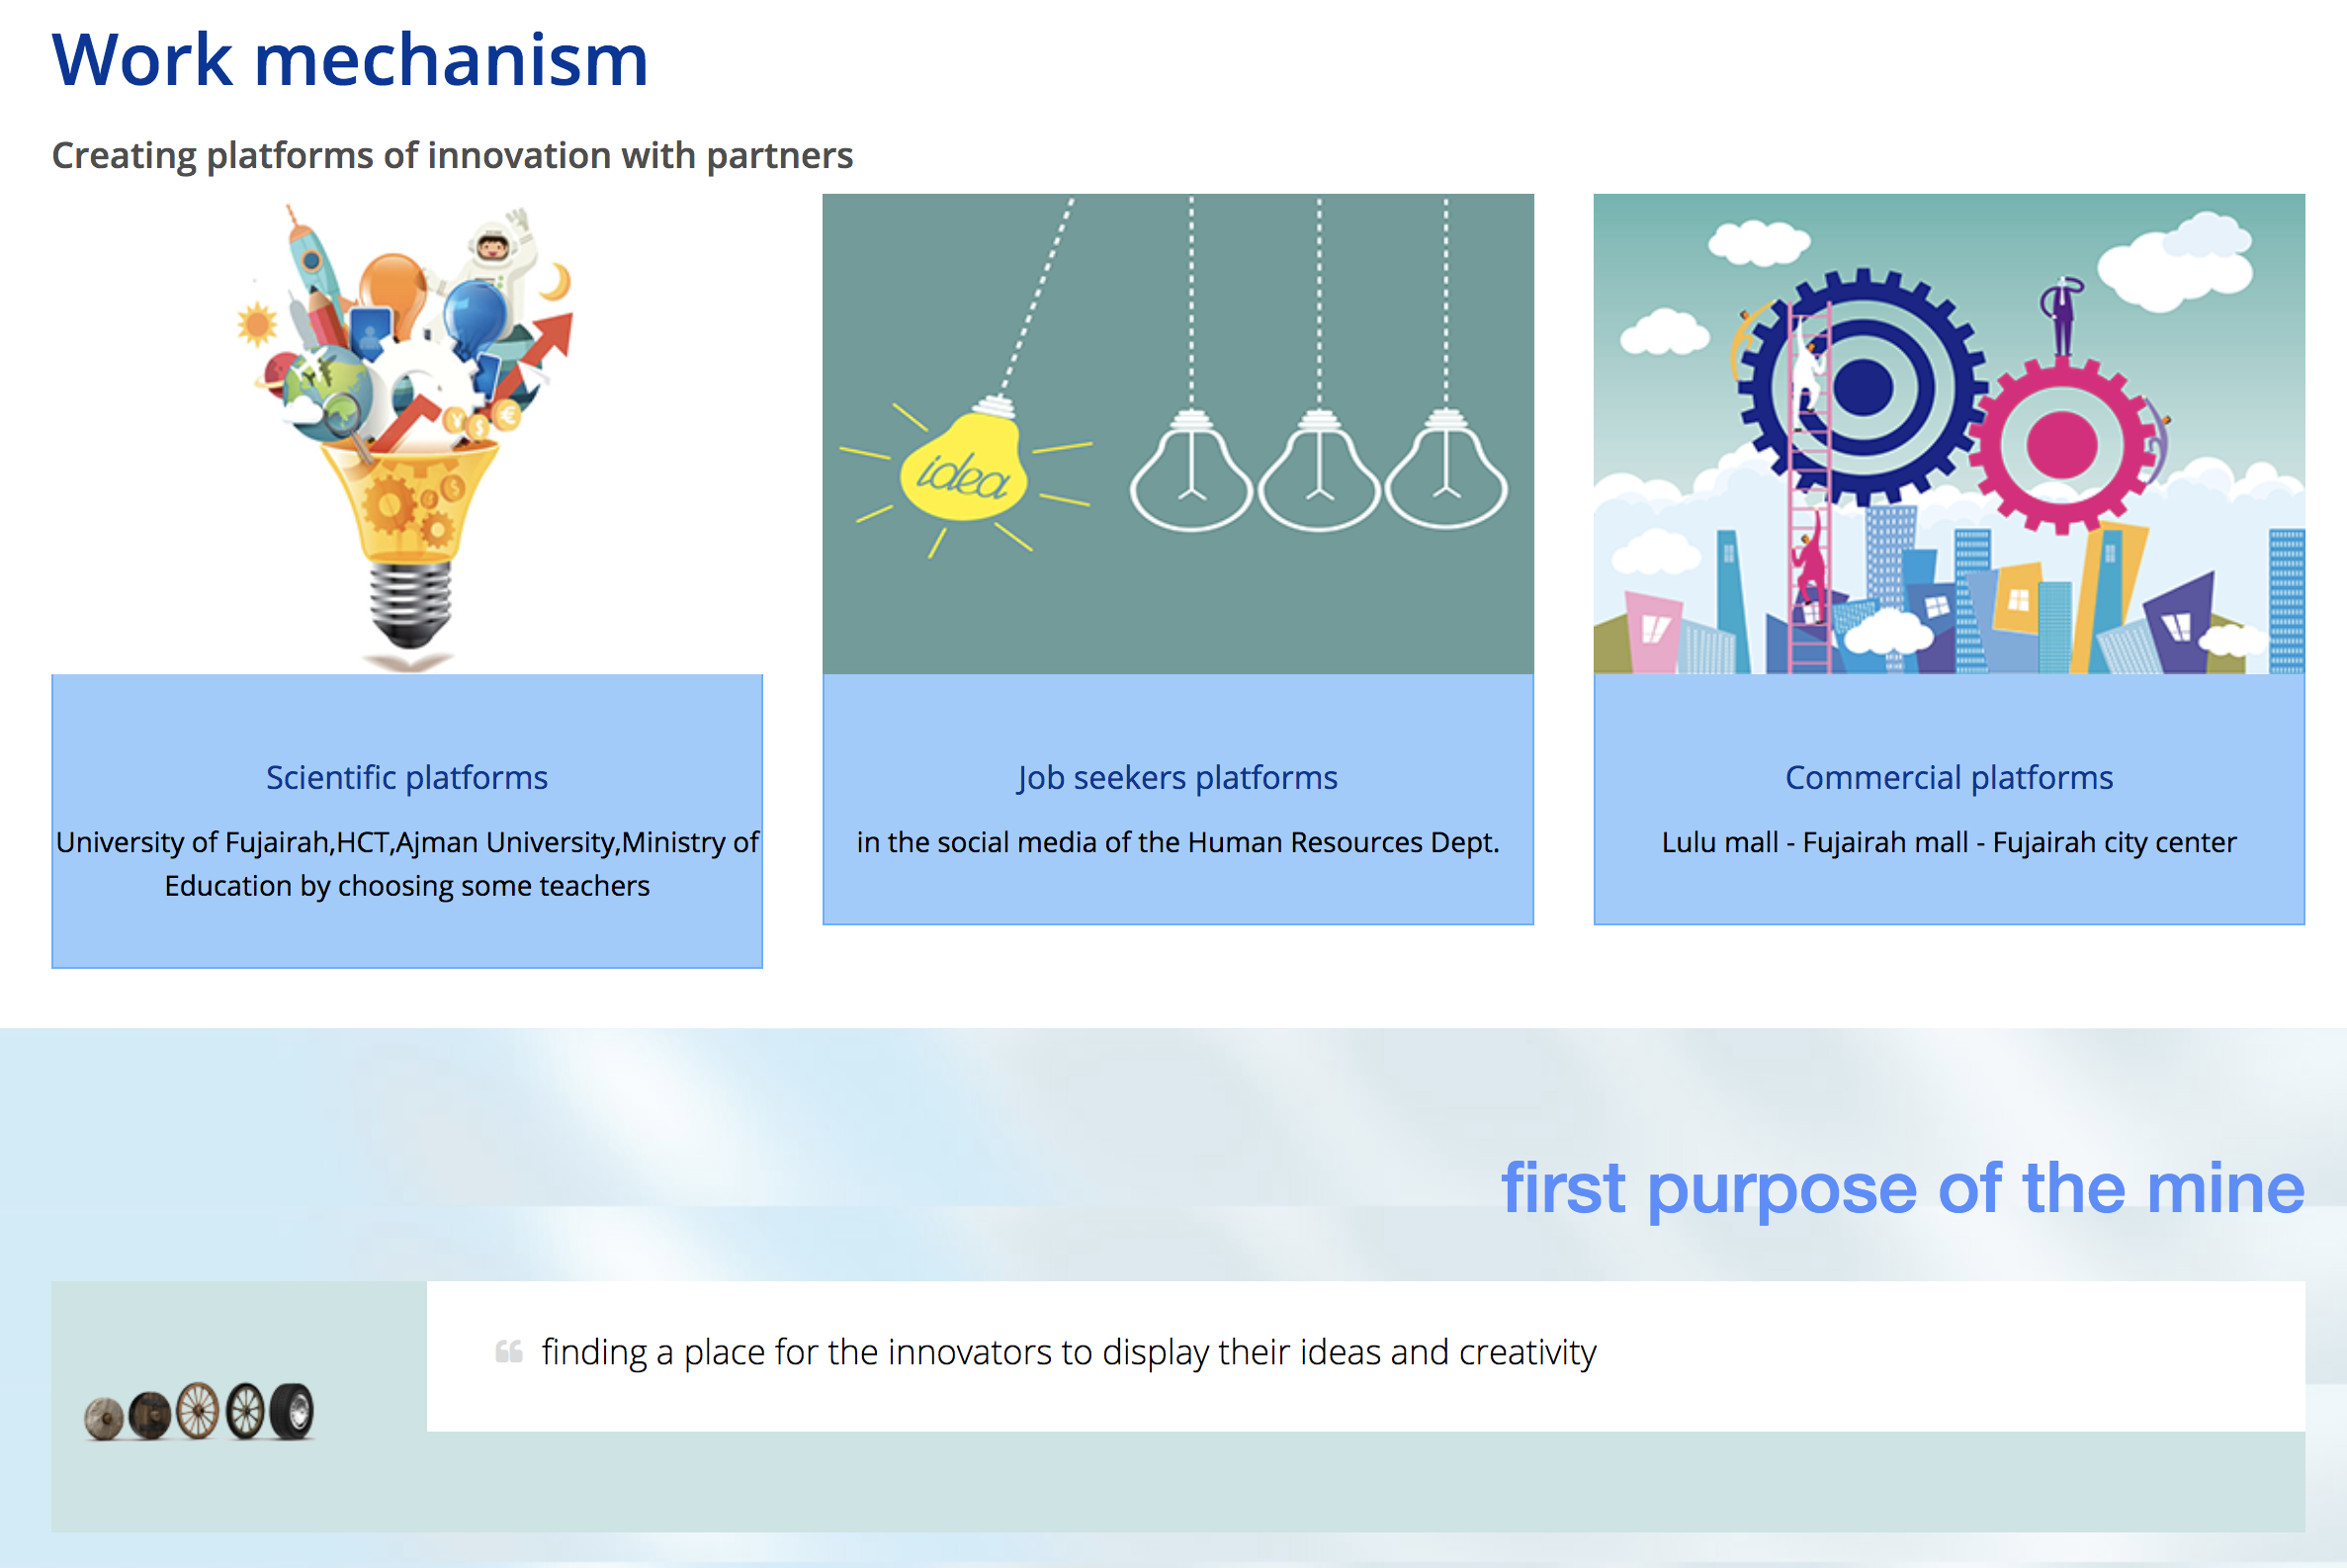 Work mechanism
Creating platforms of innovation with partners
idea
Scientific platforms
University of Fujairah,HCT,Ajman University,Ministry of
Education by choosing some teachers
Job seekers platforms
in the social media of the Human Resources Dept.
Commercial platforms
Lulu mall - Fujairah mall - Fujairah city center
first purpose of the mine
“ finding a place for the innovators to display their ideas and creativity